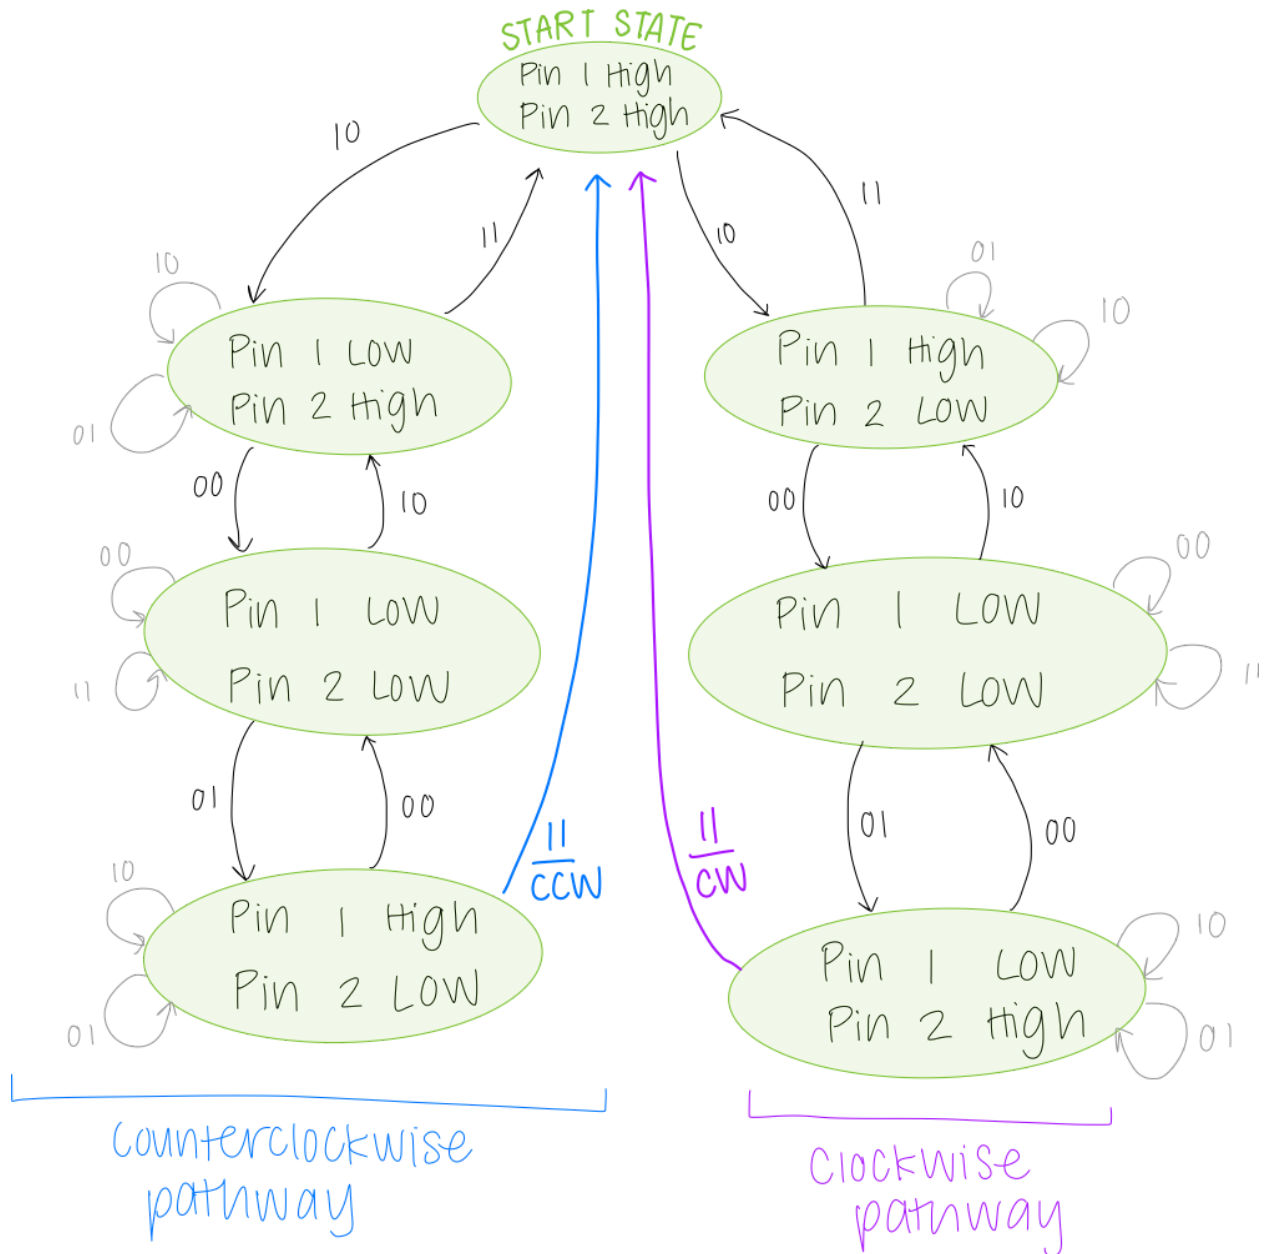 START STATE
Pin 1 High
Pin 2 High
10
11
10
11
10
01
Pin 1 Low
Pin 2 High
01
10
Pin 1 High
Pin 2 Low
00
10
00
10
00
11
Pin 1 Low
Pin 2 Low
00
11
Pin 1 Low
Pin 2 Low
01
00
11
CCW
11
CW
01
00
10
01
Pin 1 High
Pin 2 Low
10
01
Pin 1 Low
Pin 2 High
counterclockwise
pathway
clockwise
pathway